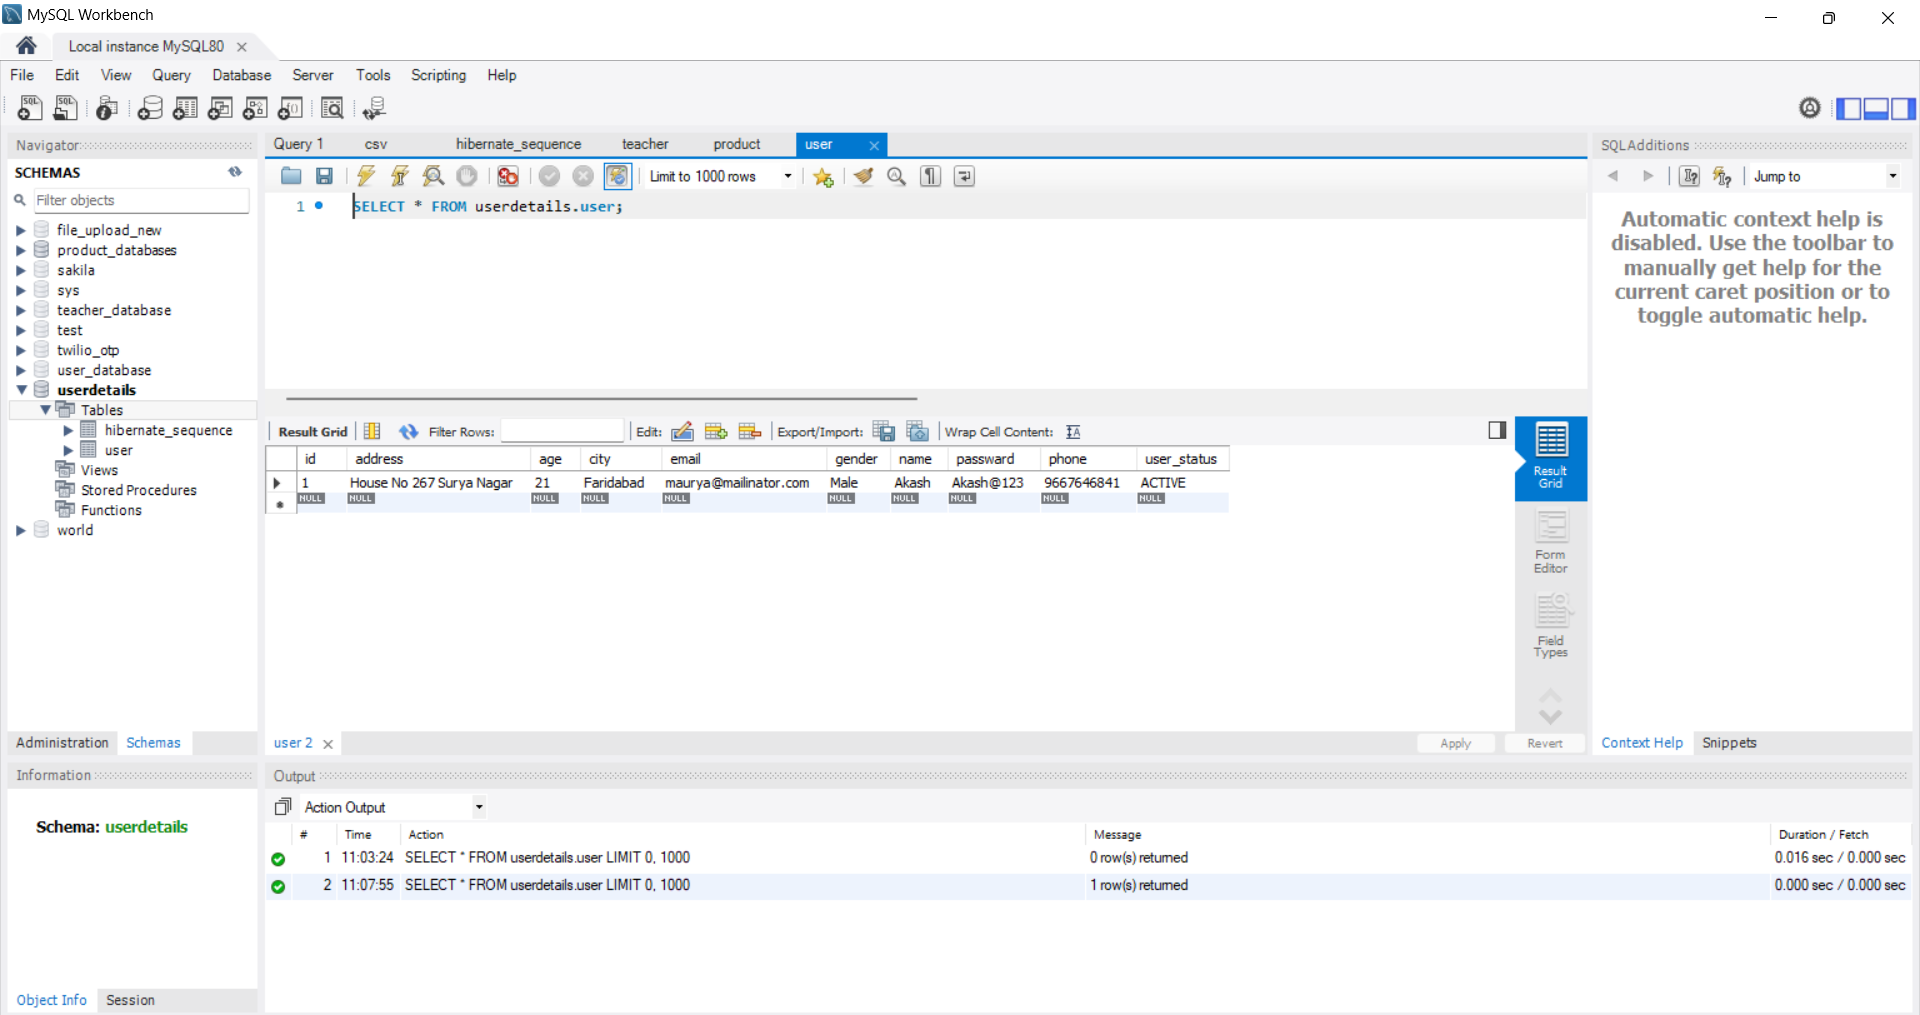 MySQL Workbench
Local instance MySQL80
File Edit View Query Database Server Tools Scripting Help
Navigator
SCHEMAS
Filter objects
file_upload_new
product_databases
sakila
sys
teacher_database
test
twilio_otp
user_database
userdetails
Tables
hibernate_sequence
user
Views
Stored Procedures
Functions
world
Administration Schemas
Information
Schema: userdetails
Object Info Session
Query 1 csv hibernate_sequence teacher product user
Limit to 1000 rows
1 SELECT * FROM userdetails.user;
Result Grid Filter Rows: Edit: Export/Import: Wrap Cell Content:
id address age city email gender name passward phone user_status
1 House No 267 Surya Nagar 21 Faridabad maurya@mailinator.com Male Akash Akash@123 9667646841 ACTIVE
NULL NULL NULL NULL NULL NULL NULL NULL NULL NULL
Result
Grid
Form
Editor
Field
Types
user 2
Apply Revert
SQLAdditions
Jump to
Automatic context help is
disabled. Use the toolbar to
manually get help for the
current caret position or to
toggle automatic help.
Context Help Snippets
Output
Action Output
# Time Action Message Duration / Fetch
1 11:03:24 SELECT * FROM userdetails.user LIMIT 0, 1000 0 row(s) returned 0.016 sec / 0.000 sec
2 11:07:55 SELECT * FROM userdetails.user LIMIT 0, 1000 1 row(s) returned 0.000 sec / 0.000 sec